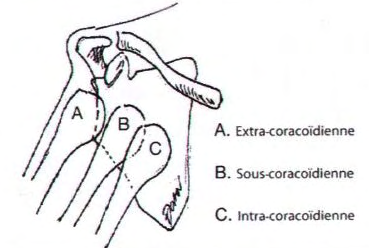 A
B
C
A. Extra-coracoïdienne
B. Sous-coracoïdienne
C. Intra-coracoïdienne